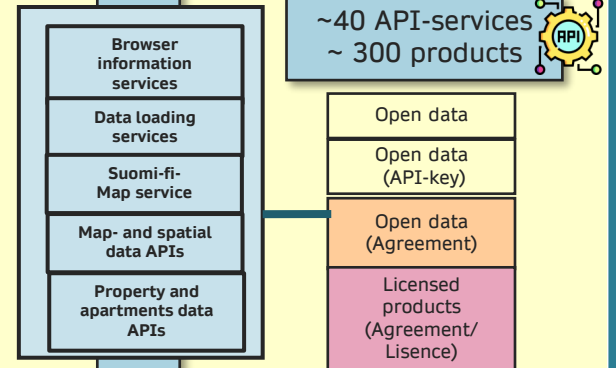 ~40 API-services
~ 300 products
API
Browser
information
services
Data loading
services
Suomi-fi-
Map service
Map- and spatial
data APIs
Property and
apartments data
APIs
Open data
Open data
(API-key)
Open data
(Agreement)
Licensed
products
(Agreement/
Lisence)